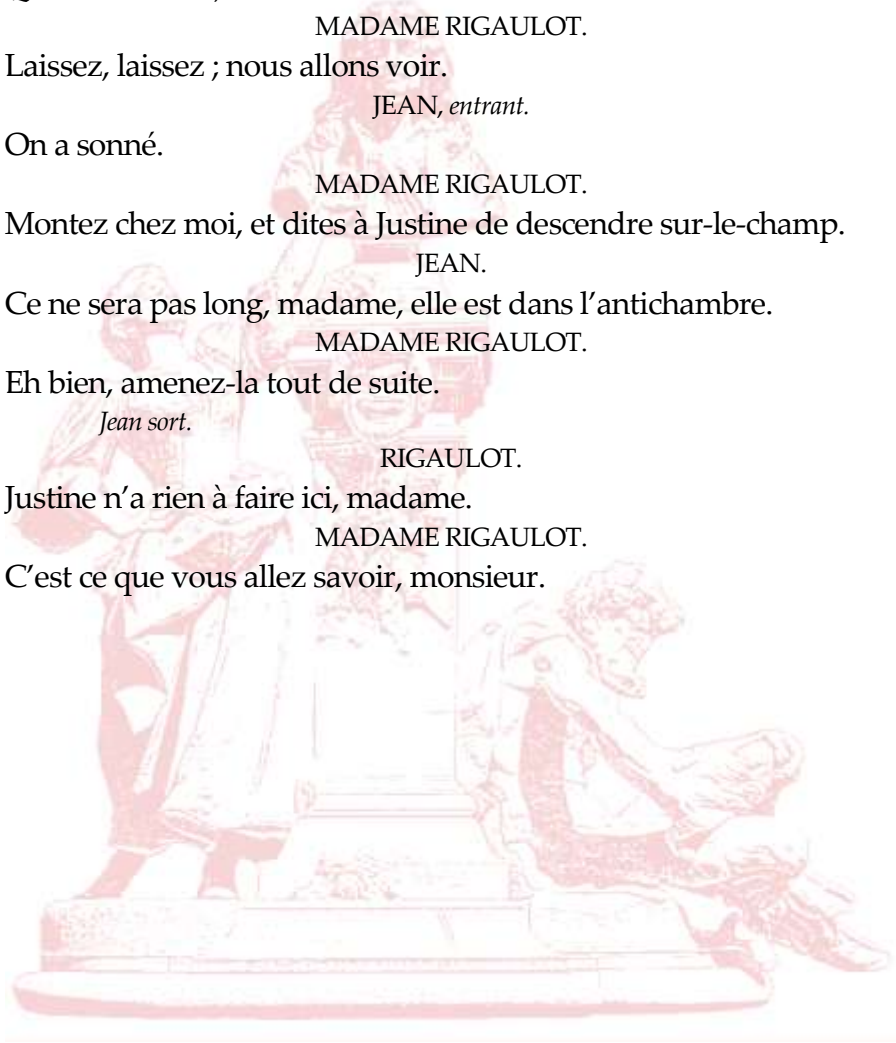 MADAME RIGAULOT.
Laissez, laissez ; nous allons voir.
JEAN, entrant.
On a sonné.
MADAME RIGAULOT.
Montez chez moi, et dites à Justine de descendre sur-le-champ.
JEAN.
Ce ne sera pas long, madame, elle est dans l’antichambre.
MADAME RIGAULOT.
Eh bien, amenez-la tout de suite.
Jean sort.
RIGAULOT.
Justine n’a rien à faire ici, madame.
MADAME RIGAULOT.
C’est ce que vous allez savoir, monsieur.